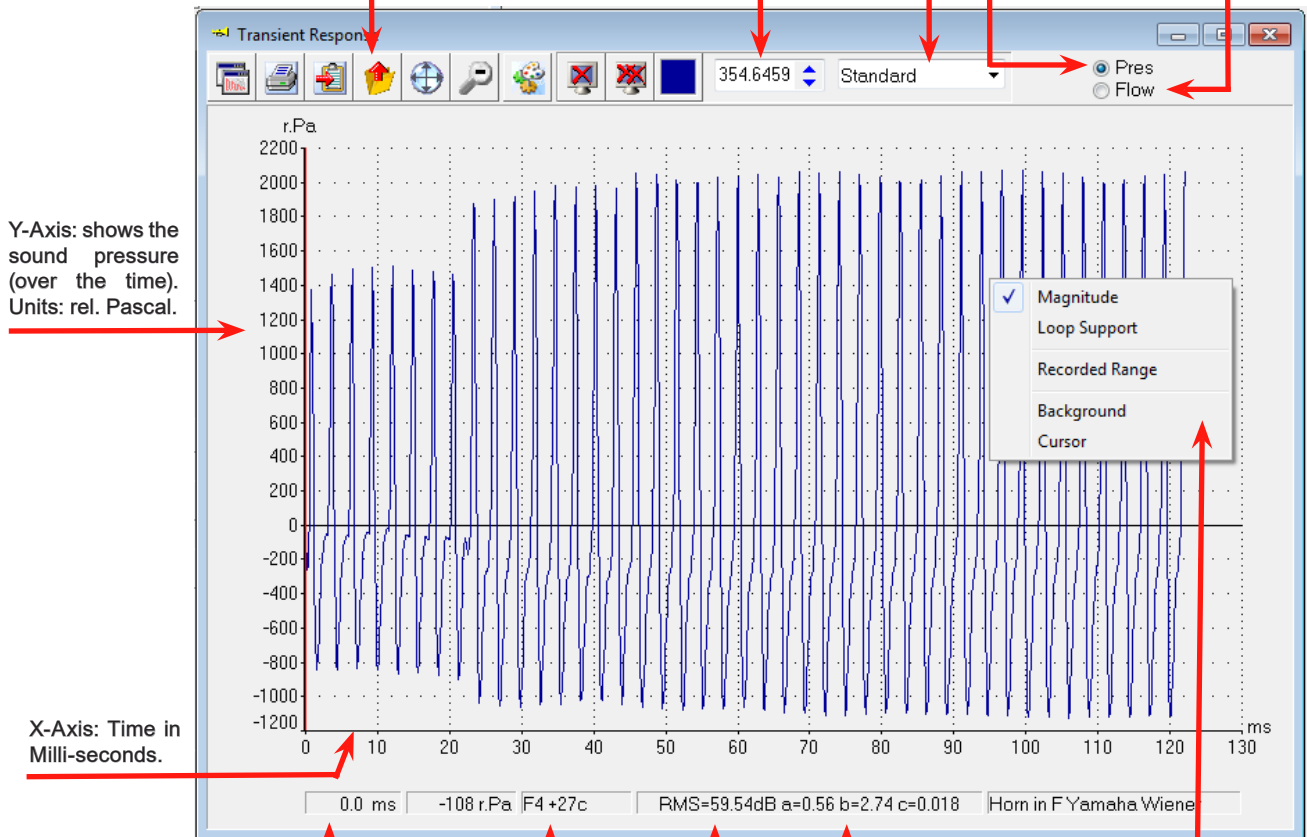 Transient Respons
354.6459
Standard
Pres
Flow
r.Pa
2200
2000
1800
1600
1400
1200
1000
800
600
400
200
0
-200
-400
-600
-800
-1000
-1200
Y-Axis: shows the
sound pressure
(over the time).
Units: rel. Pascal.
Magnitude
Loop Support
Recorded Range
Background
Cursor
X-Axis: Time in
Milli-seconds.
0 10 20 30 40 50 60 70 80 90 100 110 120 130
ms
0.0 ms -108 r.Pa F4 +27c RMS=59.54dB a=0.56 b=2.74 c=0.018 Horn in F Yamaha Wiener